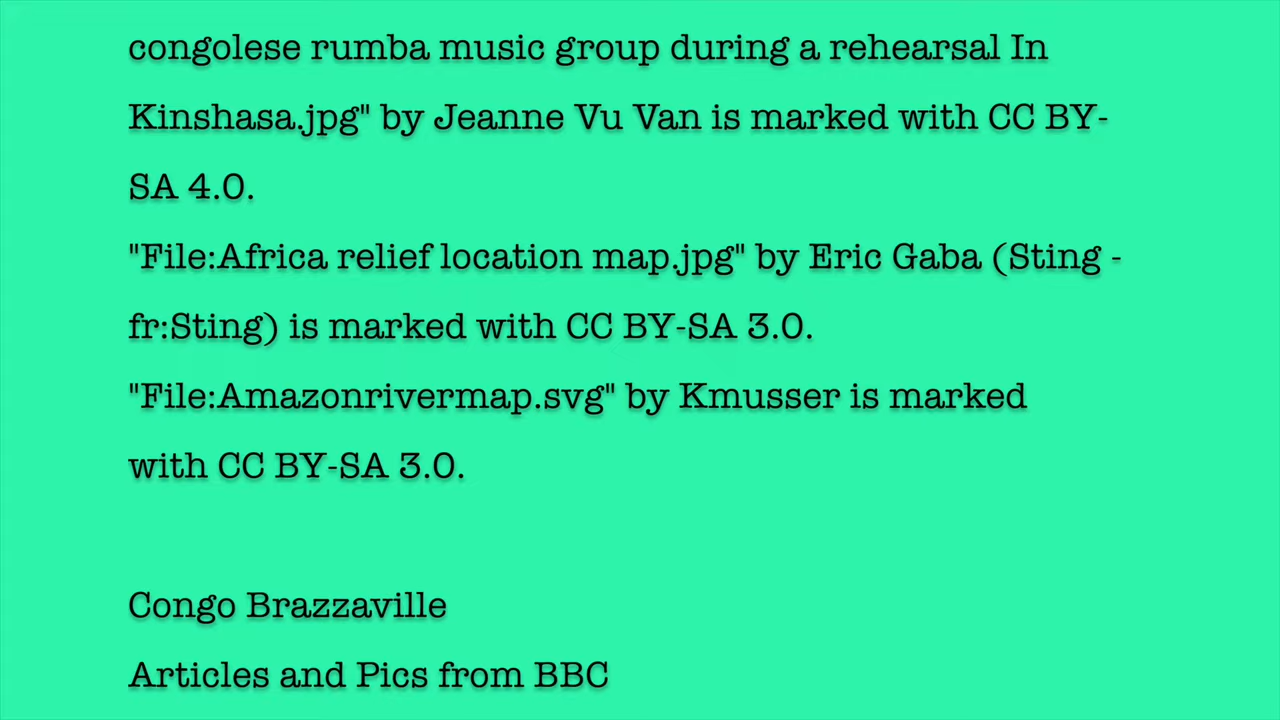 congolese rumba music group during a rehearsal In
Kinshasa.jpg" by Jeanne Vu Van is marked with CC BY-
SA 4.0.
"File:Africa relief location map.jpg" by Eric Gaba (Sting -
fr:Sting) is marked with CC BY-SA 3.0.
"File:Amazonrivermap.svg" by Kmusser is marked
with CC BY-SA 3.0.
Congo Brazzaville
Articles and Pics from BBC